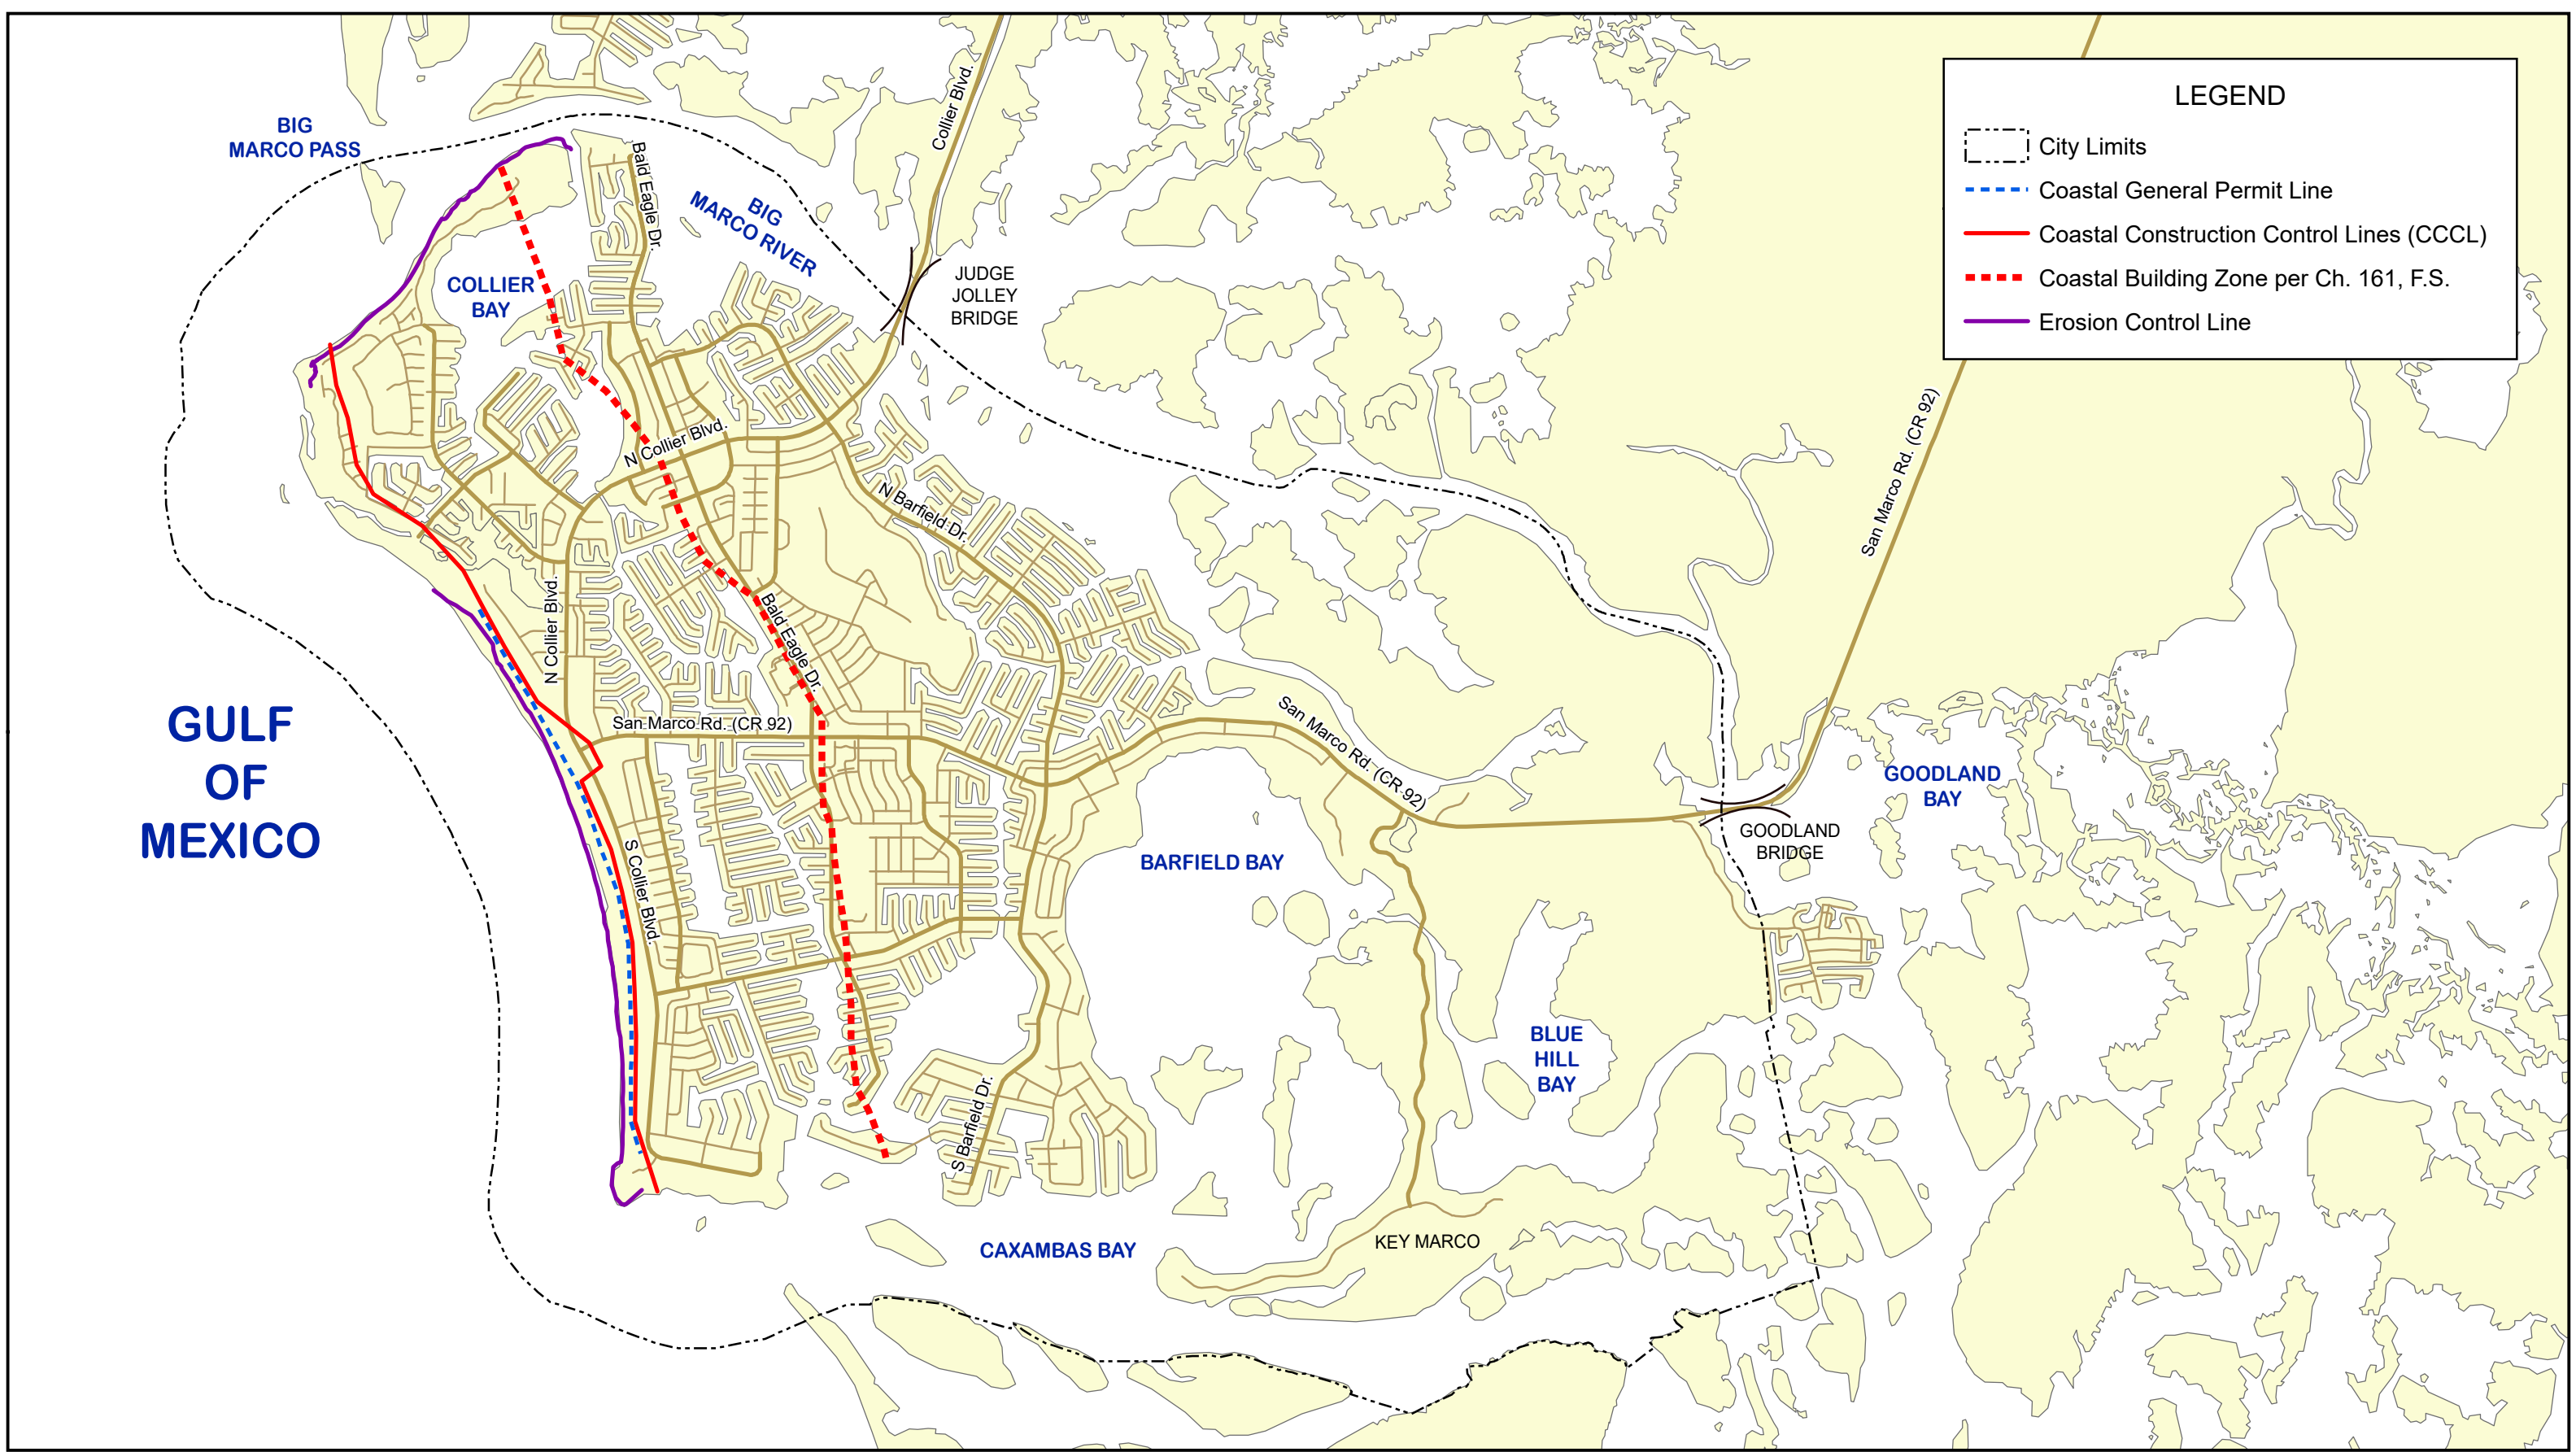 BIG
MARCO PASS
Bald Eagle Dr.
Collier Blvd.
BIG
MARCO RIVER
COLLIER
BAY
JUDGE
JOLLEY
BRIDGE
LEGEND
City Limits
Coastal General Permit Line
Coastal Construction Control Lines (CCCL)
Coastal Building Zone per Ch. 161, F.S.
Erosion Control Line
N Collier Blvd.
N Barfield Dr.
San Marco Rd. (CR 92)
N Collier Blvd.
Bald Eagle Dr.
San Marco Rd. (CR 92)
San Marco Rd. (CR 92)
GULF
OF
MEXICO
GOODLAND
BAY
GOODLAND
BRIDGE
BARFIELD BAY
S Collier Blvd.
BLUE
HILL
BAY
S Barfield Dr.
KEY MARCO
CAXAMBAS BAY